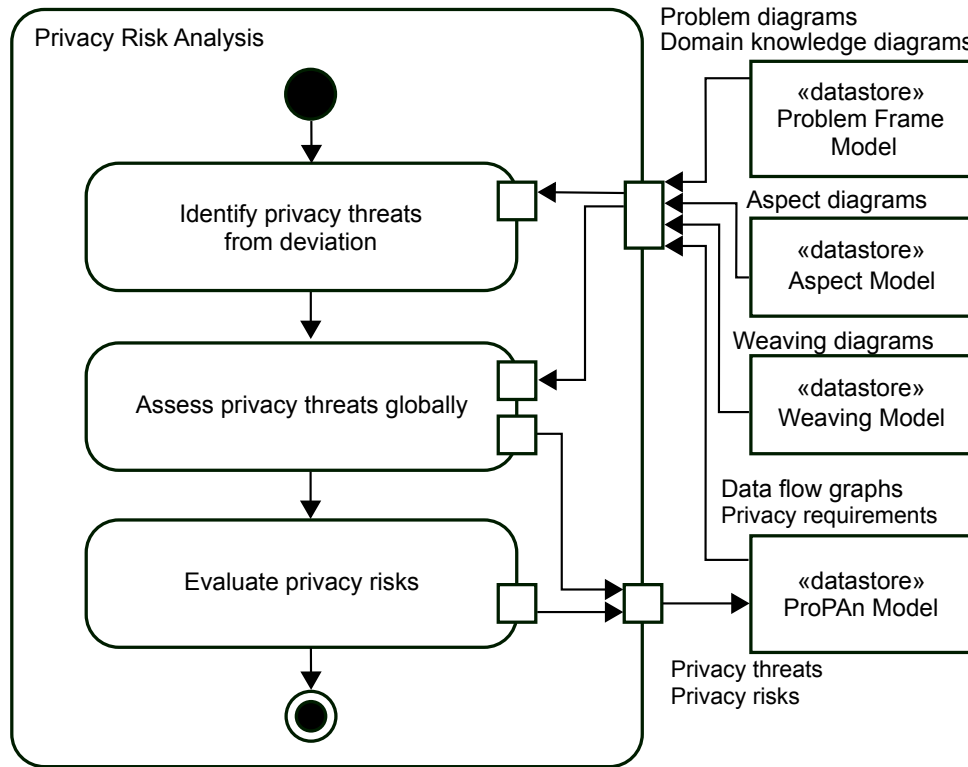 Problem diagrams
Domain knowledge diagrams
Privacy Risk Analysis
«datastore»
Problem Frame
Model
Identify privacy threats
from deviation
Aspect diagrams
«datastore»
Aspect Model
Weaving diagrams
«datastore»
Weaving Model
Assess privacy threats globally
Data flow graphs
Privacy requirements
Evaluate privacy risks
«datastore»
ProPAn Model
Privacy threats
Privacy risks